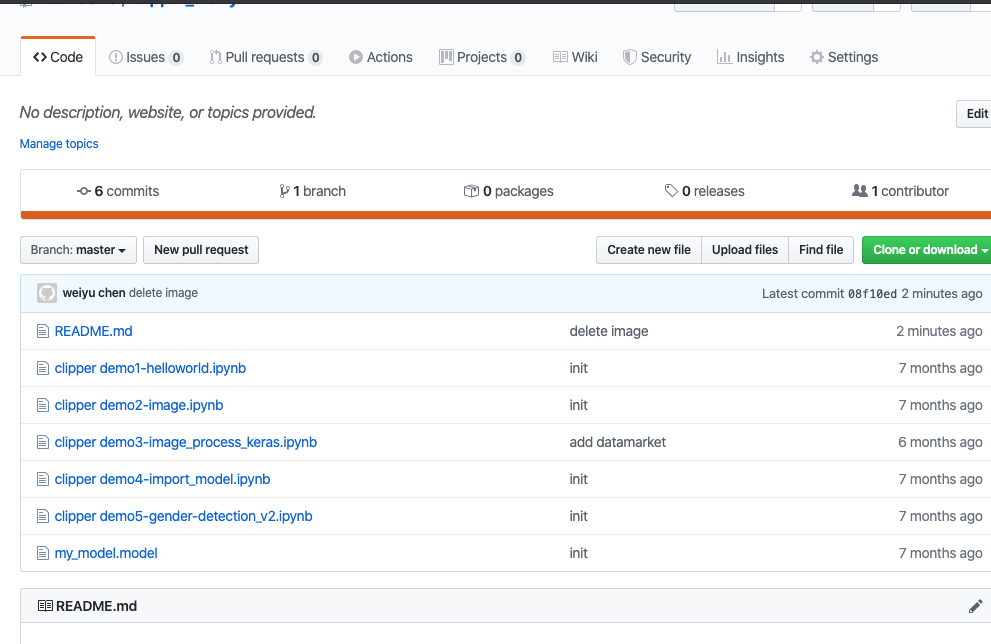 Code Issues 0 Pull requests 0 Actions Projects 0 Wiki Security Insights Settings
No description, website, or topics provided.
Edit
Manage topics
6 commits 1 branch 0 packages 0 releases 1 contributor
Branch: master New pull request Create new file Upload files Find file Clone or download
weiyu chen delete image Latest commit 08f10ed 2 minutes ago
README.md delete image 2 minutes ago
clipper demo1-helloworld.ipynb init 7 months ago
clipper demo2-image.ipynb init 7 months ago
clipper demo3-image_process_keras.ipynb add datamarket 6 months ago
clipper demo4-import_model.ipynb init 7 months ago
clipper demo5-gender-detection_v2.ipynb init 7 months ago
my_model.model init 7 months ago
README.md